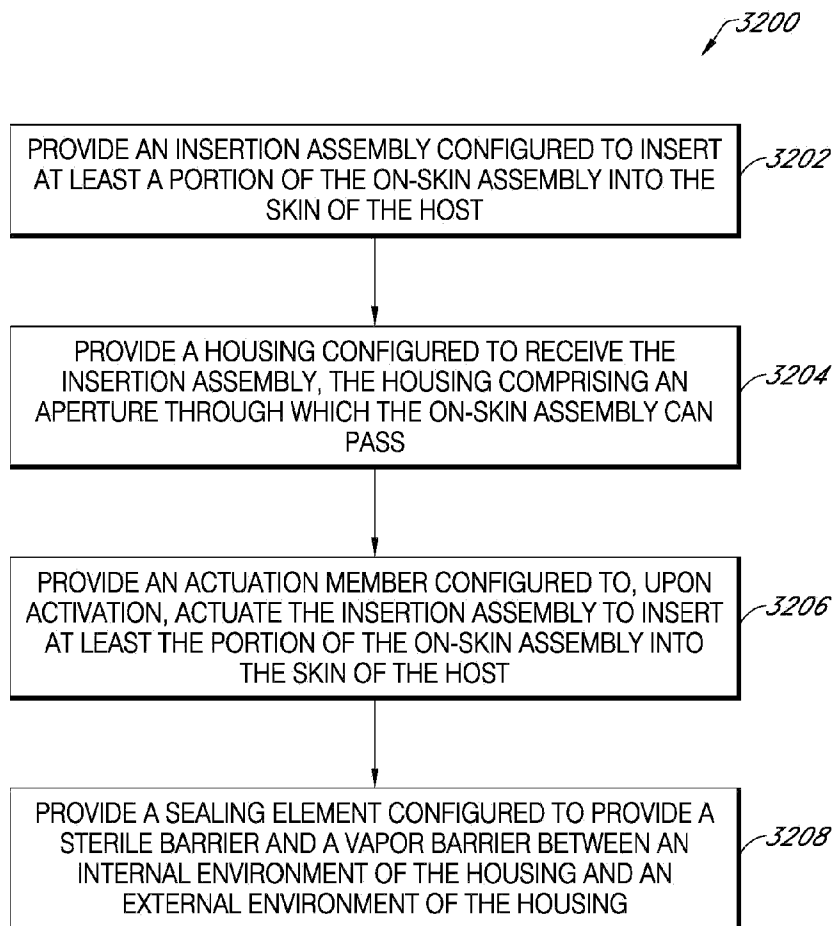 3200
PROVIDE AN INSERTION ASSEMBLY CONFIGURED TO INSERT
AT LEAST A PORTION OF THE ON-SKIN ASSEMBLY INTO THE
SKIN OF THE HOST
3202
PROVIDE A HOUSING CONFIGURED TO RECEIVE THE
INSERTION ASSEMBLY, THE HOUSING COMPRISING AN
APERTURE THROUGH WHICH THE ON-SKIN ASSEMBLY CAN
PASS
3204
PROVIDE AN ACTUATION MEMBER CONFIGURED TO, UPON
ACTIVATION, ACTUATE THE INSERTION ASSEMBLY TO INSERT
AT LEAST THE PORTION OF THE ON-SKIN ASSEMBLY INTO
THE SKIN OF THE HOST
3206
PROVIDE A SEALING ELEMENT CONFIGURED TO PROVIDE A
STERILE BARRIER AND A VAPOR BARRIER BETWEEN AN
INTERNAL ENVIRONMENT OF THE HOUSING AND AN
EXTERNAL ENVIRONMENT OF THE HOUSING
3208